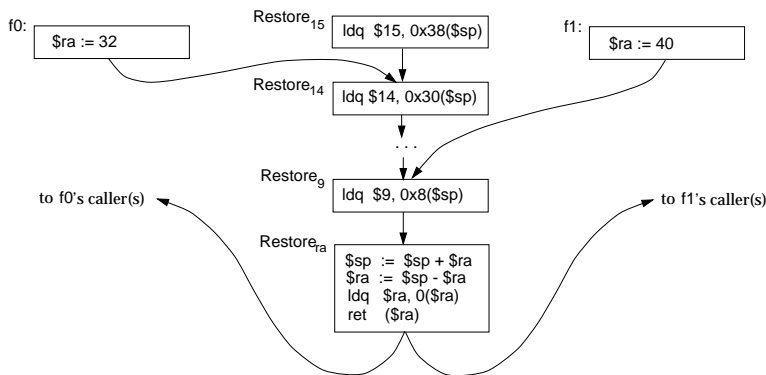 f0:
$ra := 32
Restore15
ldq $15, 0x38($sp)
f1:
$ra := 40
Restore14
ldq $14, 0x30($sp)
. . .
Restore9
ldq $9, 0x8($sp)
to f0's caller(s)
to f1's caller(s)
Restorera
$sp := $sp + $ra
$ra := $sp - $ra
ldq $ra, 0($ra)
ret ($ra)